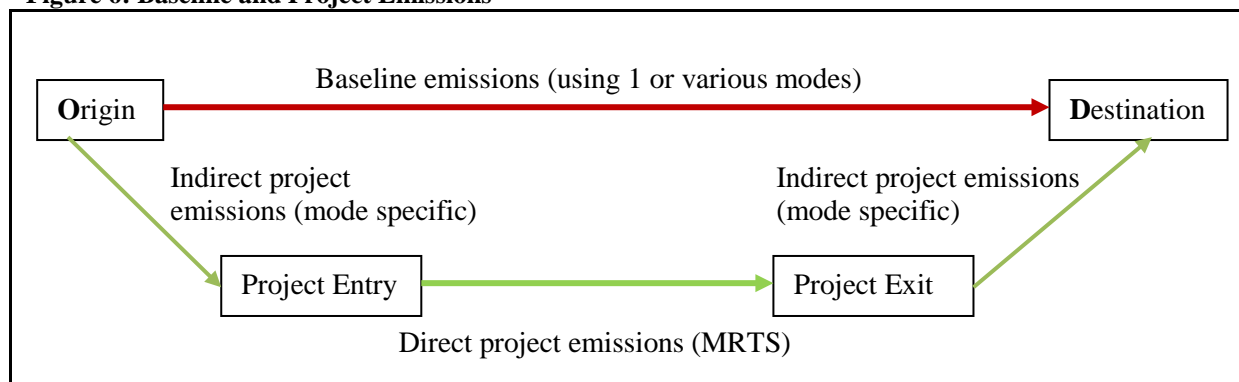 Figure 6: Baseline and Project Emissions
Baseline emissions (using 1 or various modes)
Origin
Destination
Indirect project
emissions (mode specific)
Indirect project emissions
(mode specific)
Project Entry
Project Exit
Direct project emissions (MRTS)